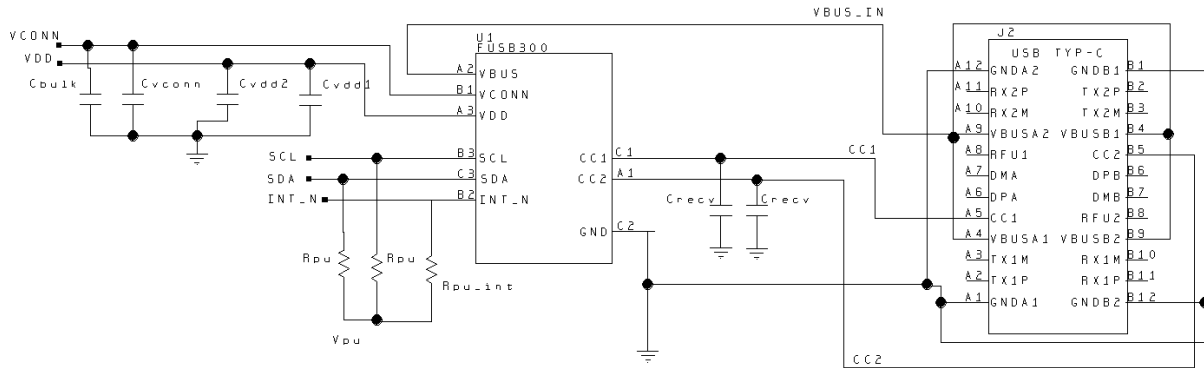 VBUS_IN
VCONN
VDD
Cbulk
Cvconn
Cvdd2
Cvdd1
U1
FUSB300
A2 VBUS
B1 VCONN
A3 VDD
SCL B3 SCL
SDA C3 SDA
INT_N B2 INT_N
CC1 C1 CC1
CC2 A1
GND C2
Crecv Crecv
Rpu Rpu Rpu_int
Vpu
CC2
J2
USB TYP-C
A12 GNDA2 GNDB1 B1
A11 RX2P TX2P B2
A10 RX2M TX2M B3
A9 VBUSA2 VBUSB1 B4
A8 RFU1 CC2 B5
A7 DMA DPB B6
A6 DPA DMB B7
A5 CC1 RFU2 B8
A4 VBUSA1 VBUSB2 B9
A3 TX1M RX1M B10
A2 TX1P RX1P B11
A1 GNDA1 GNDB2 B12